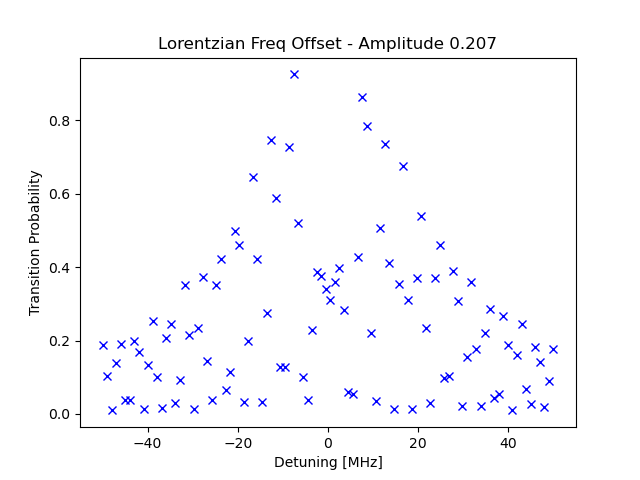 Lorentzian Freq Offset - Amplitude 0.207
Transition Probability
0.8
0.6
0.4
0.2
0.0
−40 −20 0 20 40
Detuning [MHz]